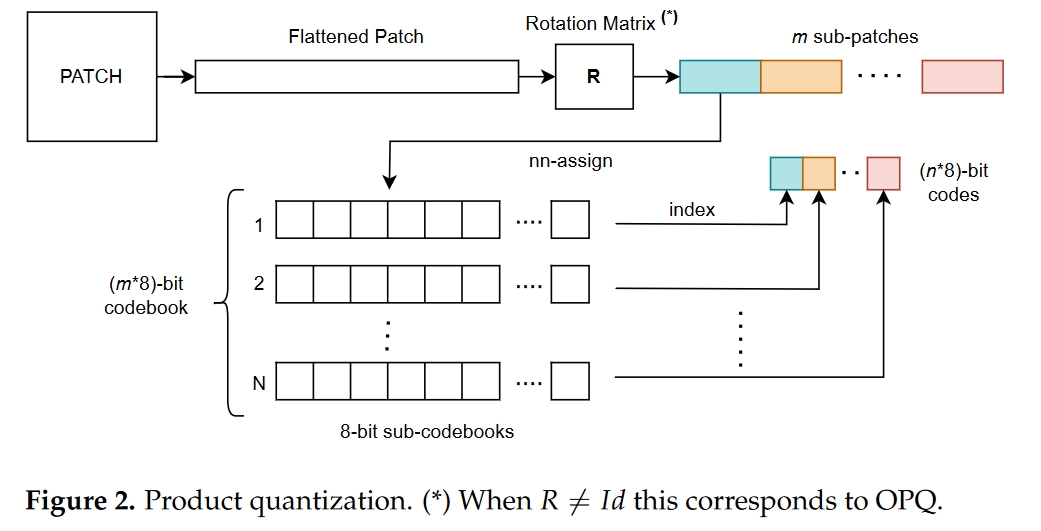 Rotation Matrix (*)
Flattened Patch
m sub-patches
PATCH
R
nn-assign
(n*8)-bit
codes
index
1
2
N
(m*8)-bit
codebook
8-bit sub-codebooks
Figure 2. Product quantization. (*) When R ≠ Id this corresponds to OPQ.